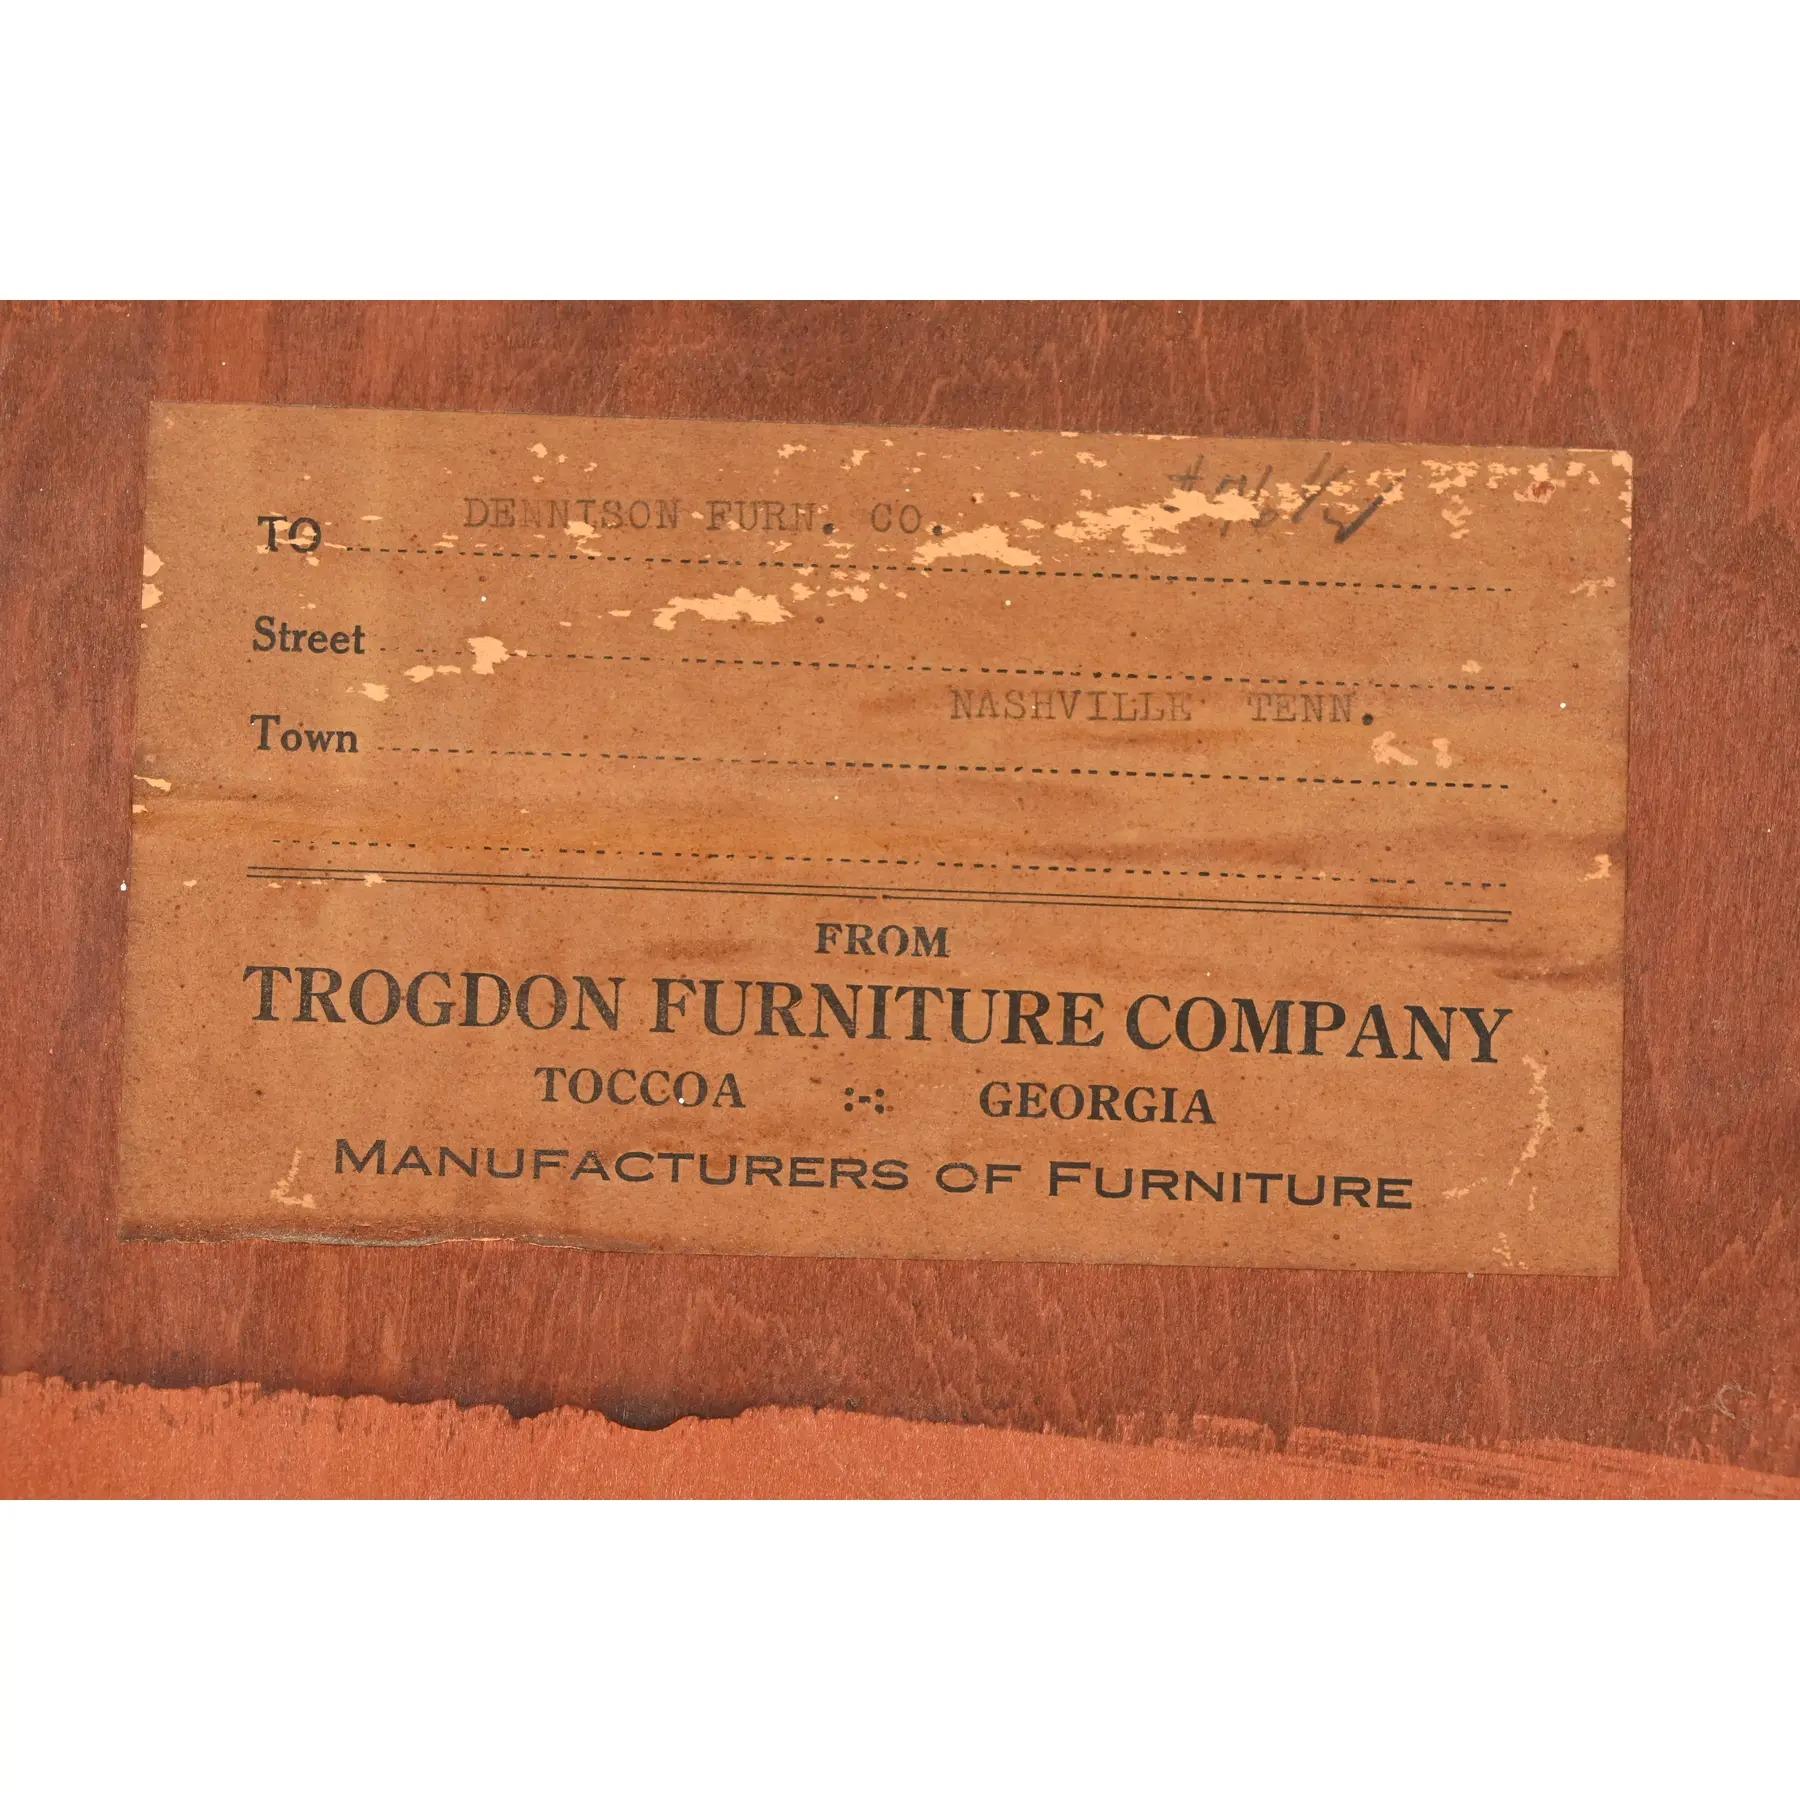 TO DENNISON FURN. CO.
Street
Town NASHVILLE TENN.
FROM
TROGDON FURNITURE COMPANY
TOCCOA :-: GEORGIA
MANUFACTURERS OF FURNITURE